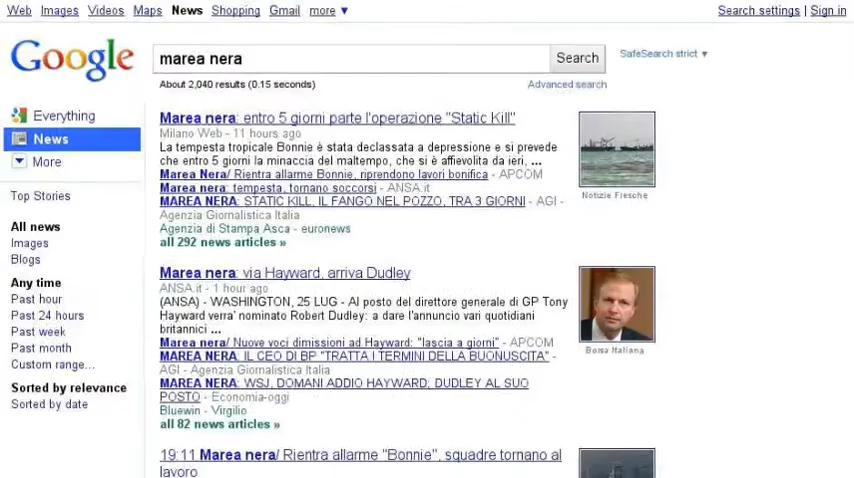 Web Images Videos Maps News Shopping Gmail more ▼
Search settings | Sign in
Google
marea nera
Search
SafeSearch strict ▼
About 2,040 results (0.15 seconds)
Advanced search
Everything
News
More
Top Stories
All news
Images
Blogs
Any time
Past hour
Past 24 hours
Past week
Past month
Custom range...
Sorted by relevance
Sorted by date
Marea nera: entro 5 giorni parte l'operazione "Static Kill"
Milano Web - 11 hours ago
La tempesta tropicale Bonnie è stata declassata a depressione e si prevede
che entro 5 giorni la minaccia del maltempo, che si è affievolita da ieri, ...
Marea Nera/ Rientra allarme Bonnie, riprendono lavori bonifica - APCOM
Marea nera: tempesta, tornano soccorsi - ANSA.it
MAREA NERA: STATIC KILL, IL FANGO NEL POZZO, TRA 3 GIORNI - AGI -
Agenzia Giornalistica Italia
Agenzia di Stampa Asca - euronews
all 292 news articles »
Notizie Fresche
Marea nera: via Hayward, arriva Dudley
ANSA.it - 1 hour ago
(ANSA) - WASHINGTON, 25 LUG - Al posto del direttore generale di GP Tony
Hayward verra' nominato Robert Dudley: a dare l'annuncio vari quotidiani
britannici ...
Marea nera/ Nuove voci dimissioni ad Hayward: "lascia a giorni" - APCOM
MAREA NERA: IL CEO DI BP "TRATTA I TERMINI DELLA BUONUSCITA" -
AGI - Agenzia Giornalistica Italia
MAREA NERA: WSJ, DOMANI ADDIO HAYWARD; DUDLEY AL SUO
POSTO - Economia-oggi
Bluewin - Virgilio
all 82 news articles »
Borsa Italiana
19:11 Marea nera/ Rientra allarme "Bonnie", squadre tornano al
lavoro